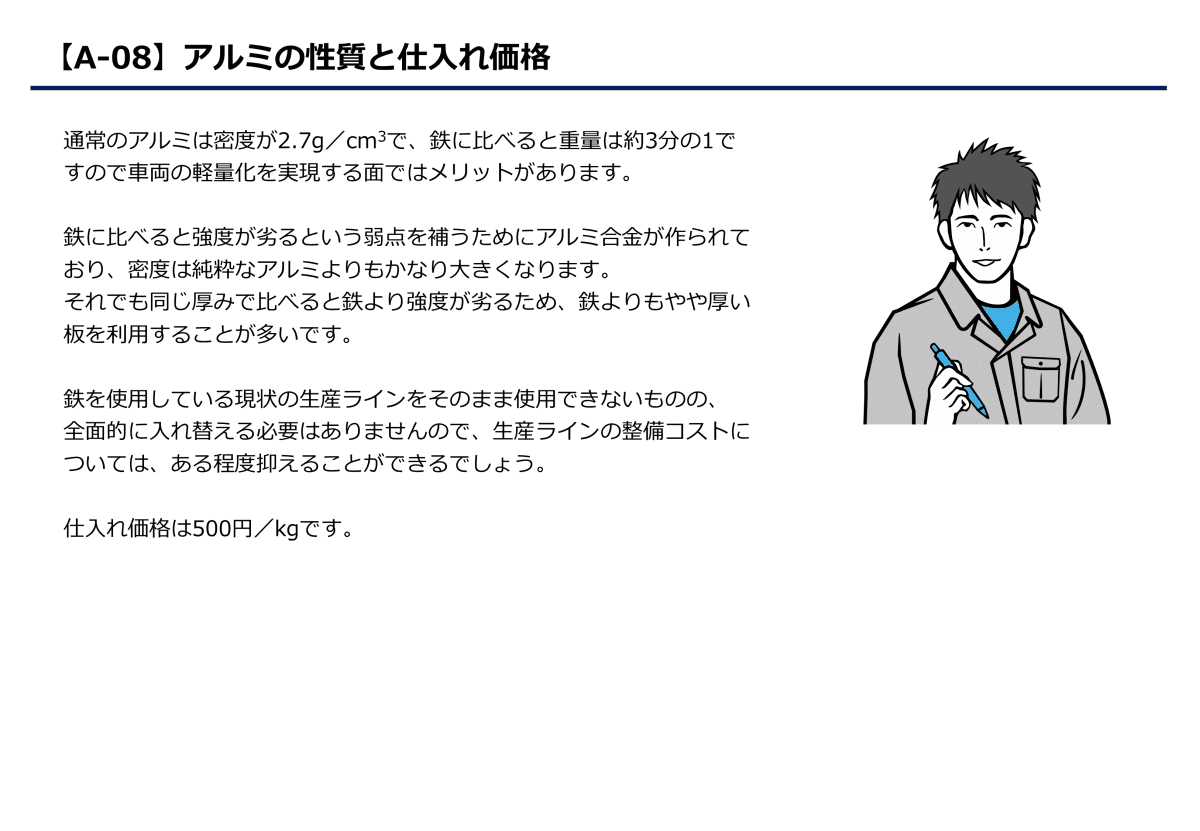 【A-08】アルミの性質と仕入れ価格
通常のアルミは密度が2.7g／cm³で、鉄に比べると重量は約3分の1で
すので車両の軽量化を実現する面ではメリットがあります。
鉄に比べると強度が劣るという弱点を補うためにアルミ合金が作られて
おり、密度は純粋なアルミよりもかなり大きくなります。
それでも同じ厚みで比べると鉄より強度が劣るため、鉄よりもやや厚い
板を利用することが多いです。
鉄を使用している現状の生産ラインをそのまま使用できないものの、
全面的に入れ替える必要はありませんので、生産ラインの整備コストに
ついては、ある程度抑えることができるでしょう。
仕入れ価格は500円／kgです。